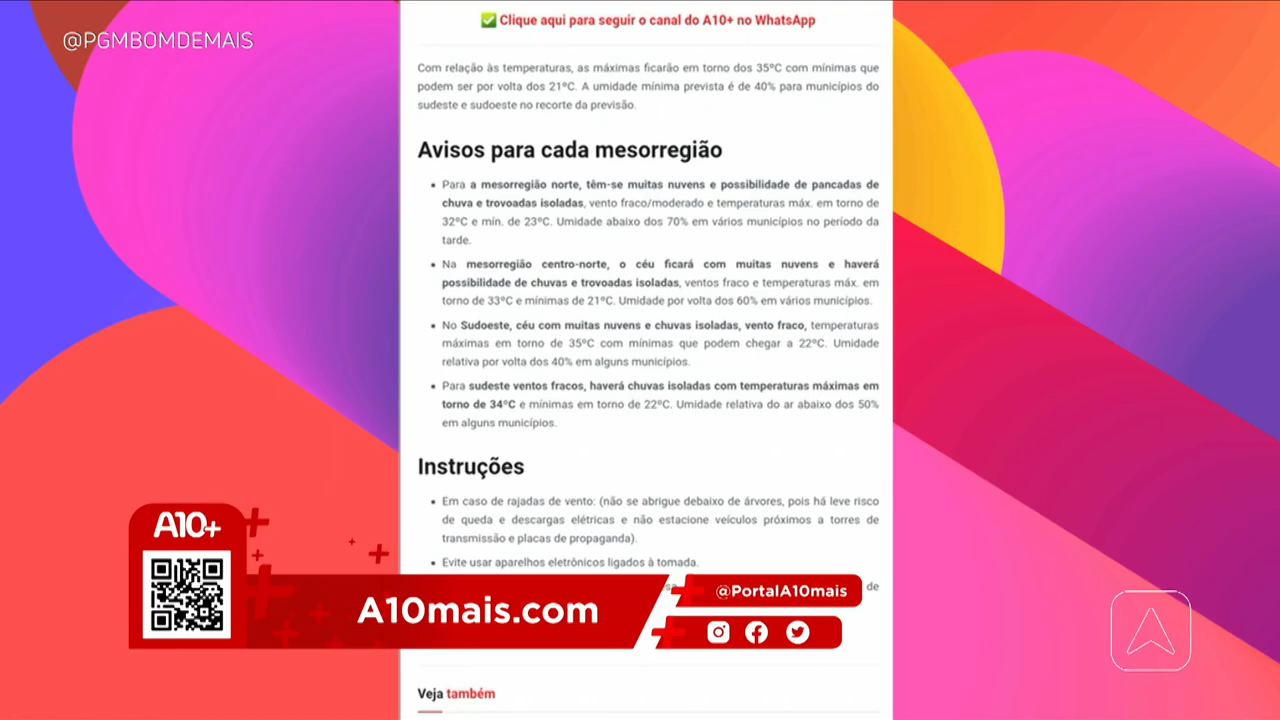 @PGMBOMDEMAIS
✅ Clique aqui para seguir o canal do A10+ no WhatsApp
Com relação às temperaturas, as máximas ficarão em torno dos 35ºC com mínimas que
podem ser por volta dos 21ºC. A umidade mínima prevista é de 40% para municípios do
sudeste e sudoeste no recorte da previsão.
Avisos para cada mesorregião
• Para a mesorregião norte, têm-se muitas nuvens e possibilidade de pancadas de
chuva e trovoadas isoladas, vento fraco/moderado e temperaturas máx. em torno de
32ºC e mín. de 23ºC. Umidade abaixo dos 70% em vários municípios no período da
tarde.
• Na mesorregião centro-norte, o céu ficará com muitas nuvens e haverá
possibilidade de chuvas e trovoadas isoladas, ventos fraco e temperaturas máx. em
torno de 33ºC e mínimas de 21ºC. Umidade por volta dos 60% em vários municípios.
• No Sudoeste, céu com muitas nuvens e chuvas isoladas, vento fraco, temperaturas
máximas em torno de 35ºC com mínimas que podem chegar a 22ºC. Umidade
relativa por volta dos 40% em alguns municípios.
• Para sudeste ventos fracos, haverá chuvas isoladas com temperaturas máximas em
torno de 34ºC e mínimas em torno de 22ºC. Umidade relativa do ar abaixo dos 50%
em alguns municípios.
Instruções
• Em caso de rajadas de vento: (não se abrigue debaixo de árvores, pois há leve risco
de queda e descargas elétricas e não estacione veículos próximos a torres de
transmissão e placas de propaganda).
• Evite usar aparelhos eletrônicos ligados à tomada.
de
A10+
A10mais.com
@PortalA10mais
Veja também